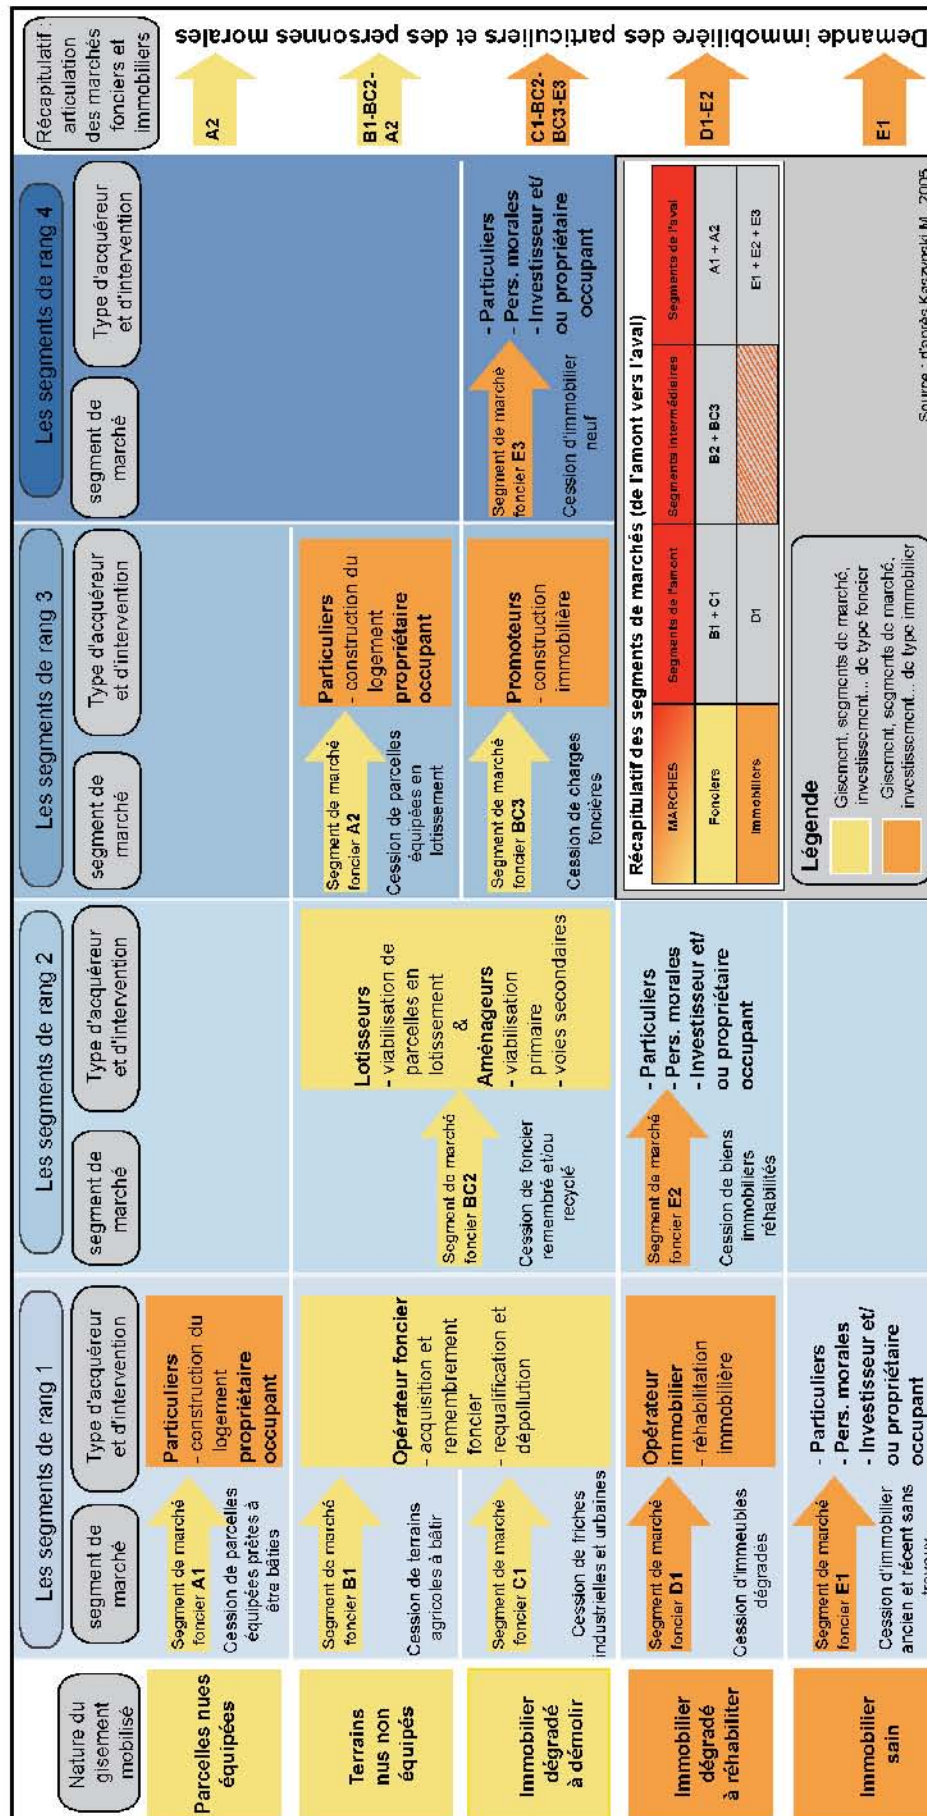 Nature du
gisement
mobilisé
Les segments de rang 1
segment de
marché
Type d'acquéreur
et d'intervention
Les segments de rang 2
segment de
marché
Type d'acquéreur
et d'intervention
Les segments de rang 3
segment de
marché
Type d'acquéreur
et d'intervention
Les segments de rang 4
segment de
marché
Type d'acquéreur
et d'intervention
Récapitulatif :
articulation
des marchés
fonciers et
immobiliers
Parcelles nues
équipées
Segment de marché
foncier A1
Cession de parcelles
équipées prêtes à
être bâties
Particuliers
- construction du
logement
propriétaire
occupant
A2
Terrains
nus non
équipés
Segment de marché
foncier B1
Cession de terrains
agricoles à bâtir
Opérateur foncier
- acquisition et
remembrement
foncier
- requalification et
dépollution
Segment de marché
foncier BC2
Cession de foncier
remembré et/ou
recyclé
Lotisseurs
- viabilisation de
parcelles en
lotissement
&
Aménageurs
- viabilisation
primaire
- voies secondaires
Segment de marché
foncier A2
Cession de parcelles
équipées en
lotissement
Particuliers
- construction du
logement
propriétaire
occupant
B1-BC2-
A2
Immobilier
dégradé
à démolir
Segment de marché
foncier C1
Cession de friches
industrielles et urbaines
Segment de marché
foncier BC3
Cession de charges
foncières
Promoteurs
- construction
immobilière
Segment de marché
foncier E3
Cession d'immobilier
neuf
- Particuliers
- Pers. morales
- Investisseur et/
ou propriétaire
occupant
C1-BC2-
BC3-E3
Immobilier
dégradé
à réhabiliter
Segment de marché
foncier D1
Cession d'immeubles
dégradés
Opérateur
immobilier
- réhabilitation
immobilière
Segment de marché
foncier E2
Cession de biens
immobiliers
réhabilités
- Particuliers
- Pers. morales
- Investisseur et/
ou propriétaire
occupant
D1-E2
Immobilier
sain
Segment de marché
foncier E1
Cession d'immobilier
ancien et récent sans
- Particuliers
- Pers. morales
- Investisseur et/
ou propriétaire
occupant
E1
Demande immobilière des particuliers et des personnes morales
Récapitulatif des segments de marchés (de l'amont vers l'aval)
MARCHES
Segments de l'amont
Segments intermédiaires
Segments de l'aval
Fonciers
B1 + C1
B2 + BC3
A1 + A2
Immobiliers
D1
E1 + E2 + E3
Légende
Gisement, segments de marché,
investissement... de type foncier
Gisement, segments de marché,
investissement... de type immobilier
Source : d'après Kaszynski M., 2005